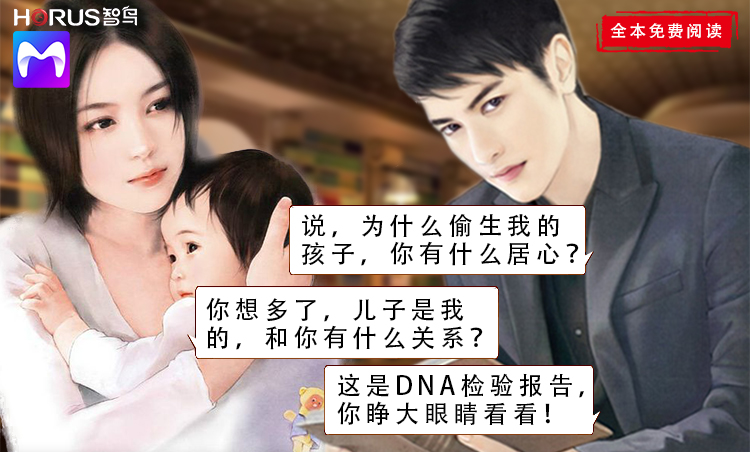 HORUS智鸟
全本免费阅读
说，为什么偷生我的
孩子，你有什么居心？
你想多了，儿子是我
的，和你有什么关系？
这是DNA检验报告，
你睁大眼睛看看！